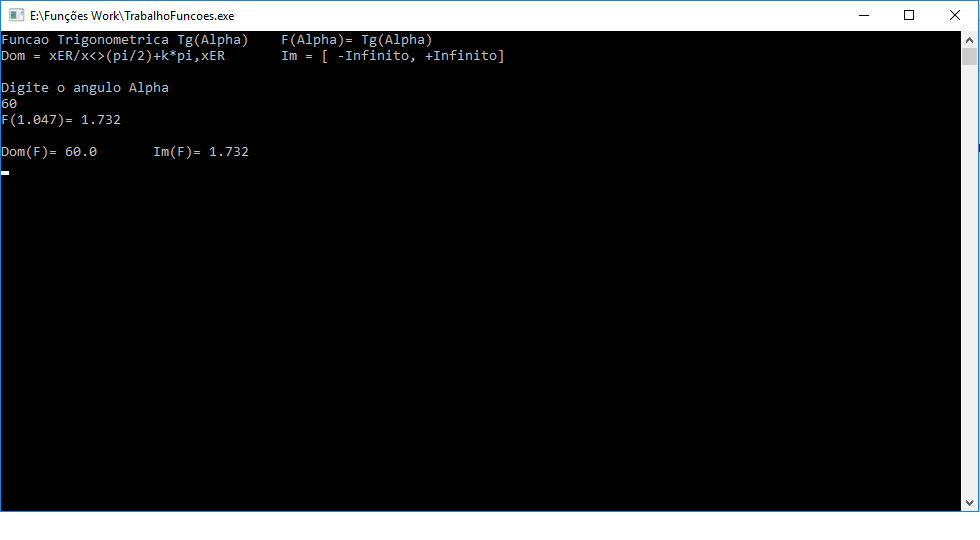 E:\Funções Work\TrabalhoFuncoes.exe
Funcao Trigonometrica Tg(Alpha)    F(Alpha)= Tg(Alpha)
Dom = xER/x<>(pi/2)+k*pi,xER       Im = [ -Infinito, +Infinito]
Digite o angulo Alpha
60
F(1.047)= 1.732
Dom(F)= 60.0       Im(F)= 1.732